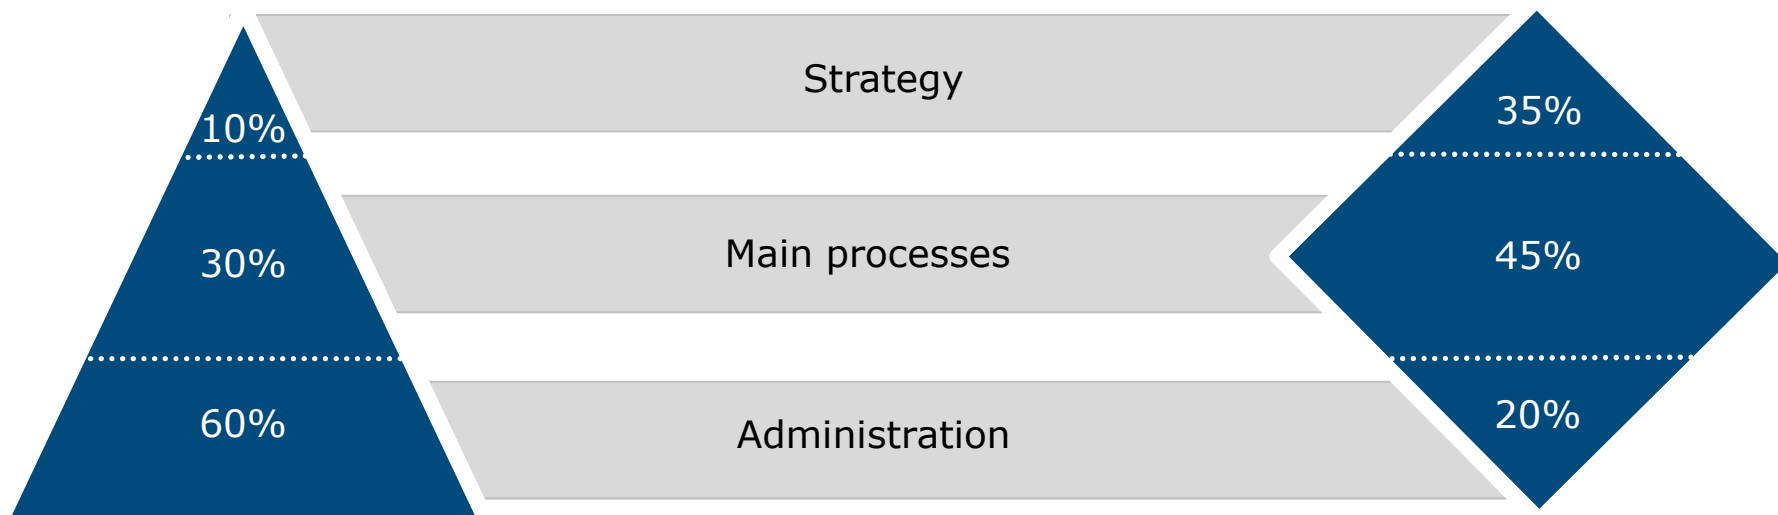 Strategy
10%
35%
Main processes
30%
45%
Administration
60%
20%